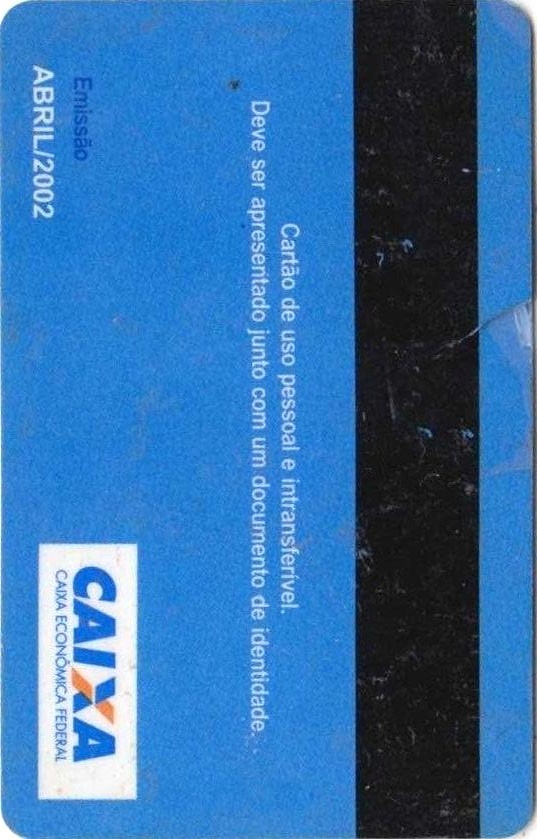 Cartão de uso pessoal e intransferível.
Deve ser apresentado junto com um documento de identidade.
Emissão
ABRIL/2002
CAIXA
CAIXA ECONÔMICA FEDERAL